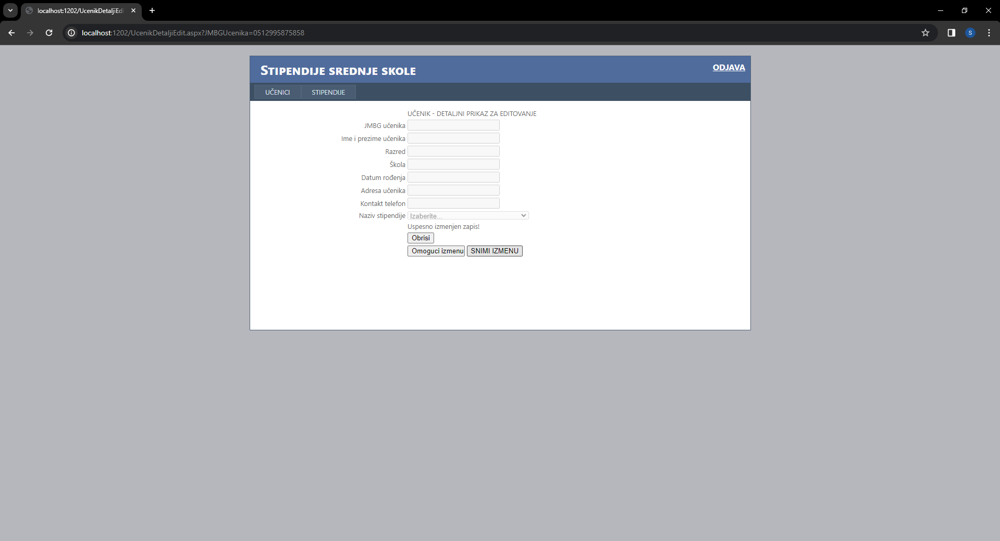 localhost:1202/UcenikDetaljiEdi
localhost:1202/UcenikDetaljiEdit.aspx?JMBGUcenika=0512995875858
S
Stipendije srednje skole
ODJAVA
UČENICI STIPENDIJE
UČENIK - DETALJNI PRIKAZ ZA EDITOVANJE
JMBG učenika
Ime i prezime učenika
Razred
Škola
Datum rođenja
Adresa učenika
Kontakt telefon
Naziv stipendije Izaberite...
Uspesno izmenjen zapis!
Obrisi
Omoguci izmenu SNIMI IZMENU